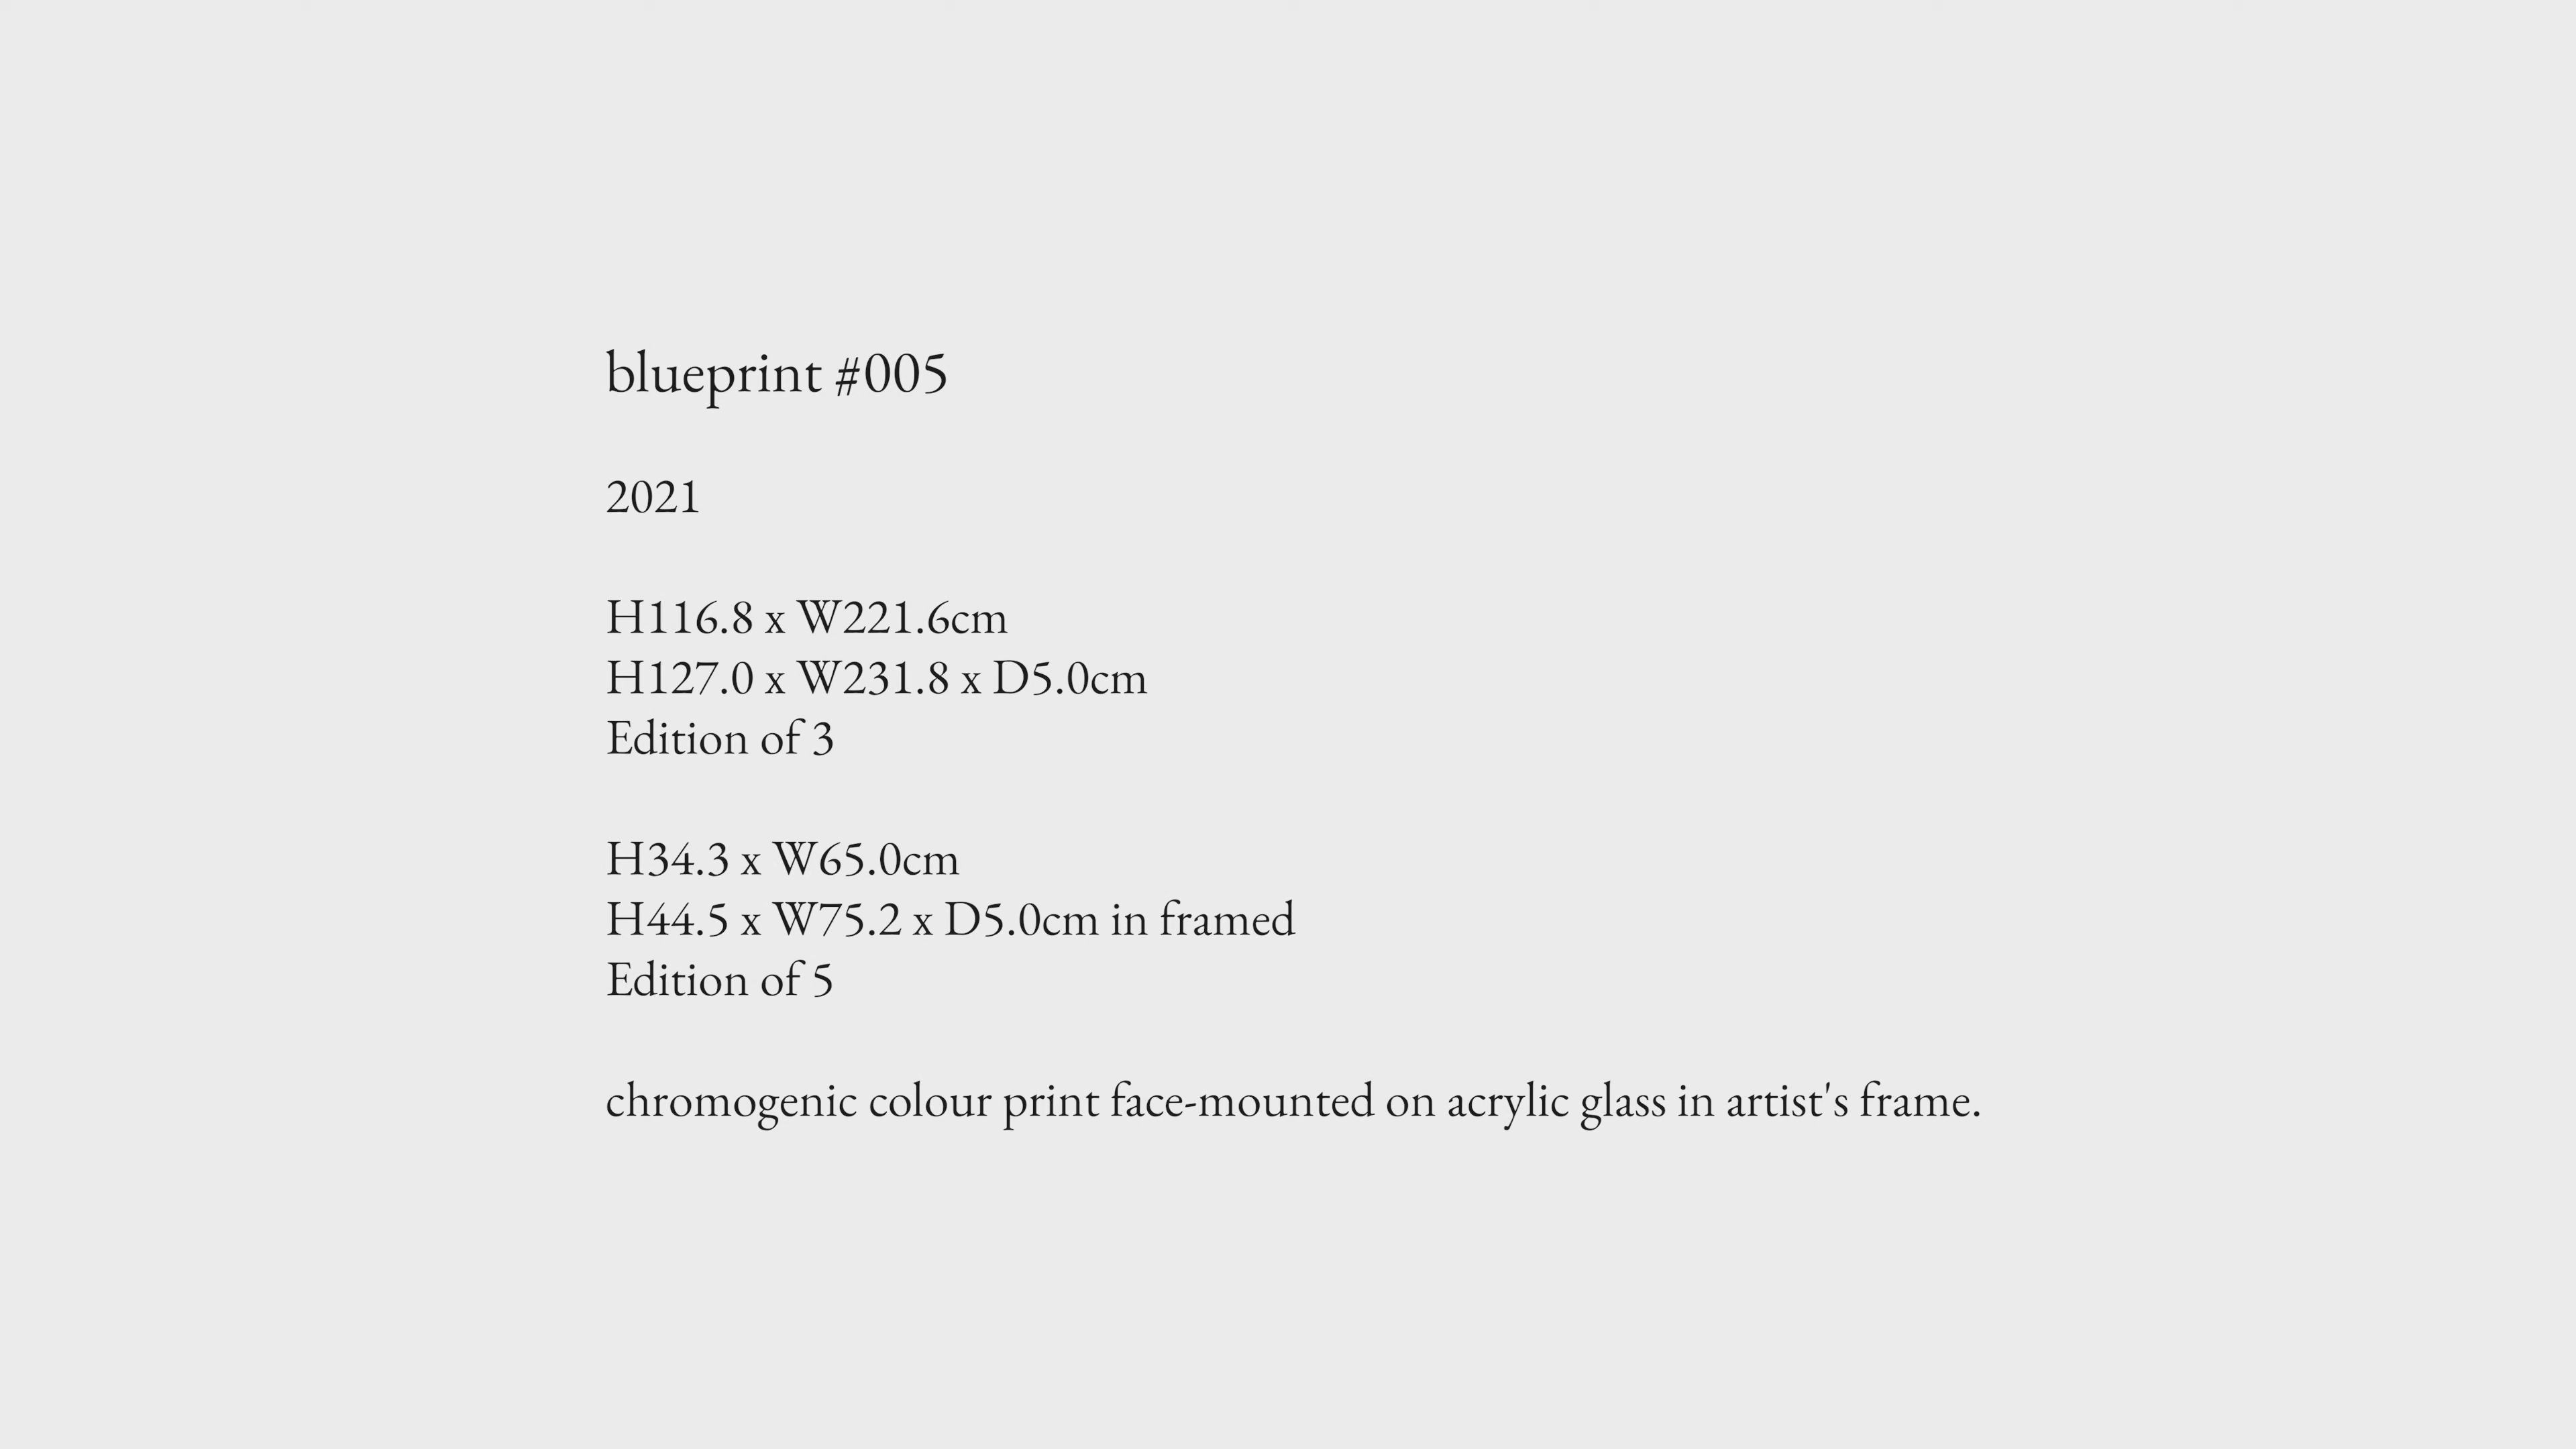 blueprint #005
2021
H116.8 x W221.6cm
H127.0 x W231.8 x D5.0cm
Edition of 3
H34.3 x W65.0cm
H44.5 x W75.2 x D5.0cm in framed
Edition of 5
chromogenic colour print face-mounted on acrylic glass in artist's frame.